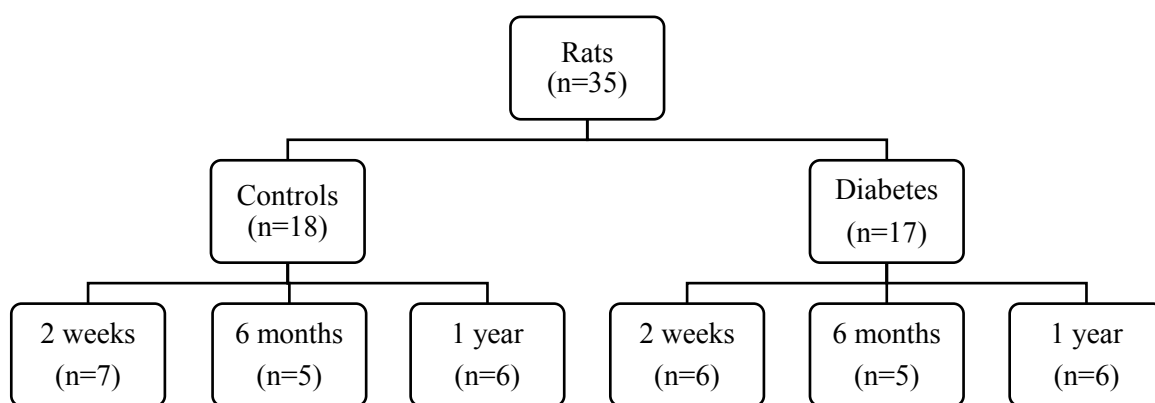 Rats
(n=35)
Controls
(n=18)
Diabetes
(n=17)
2 weeks
(n=7)
6 months
(n=5)
1 year
(n=6)
2 weeks
(n=6)
6 months
(n=5)
1 year
(n=6)